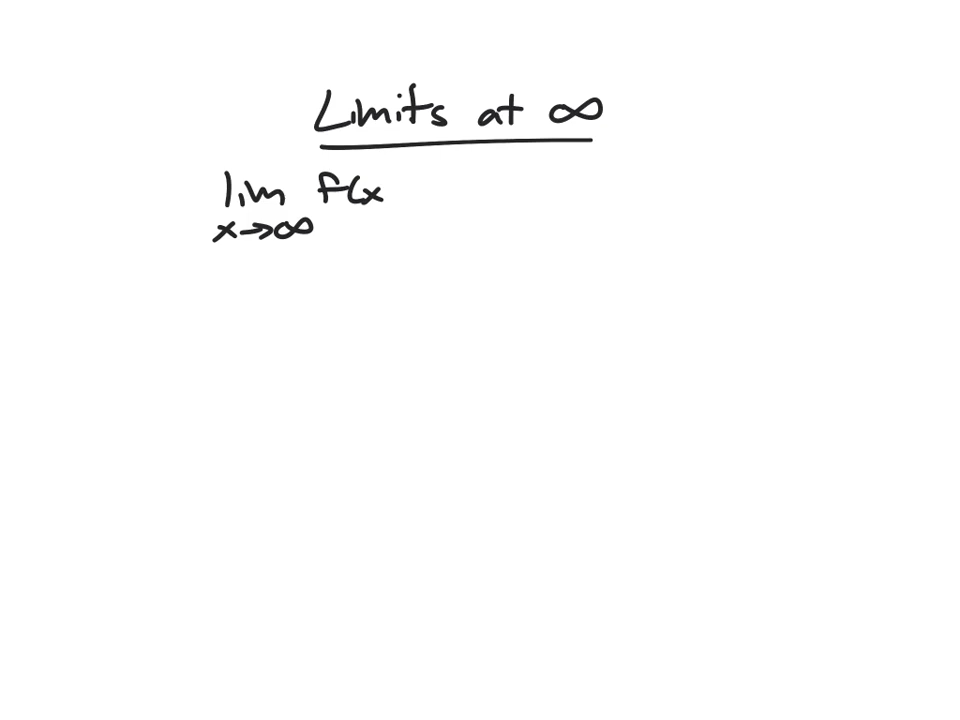 Limits at ∞
lim f(x
x→∞